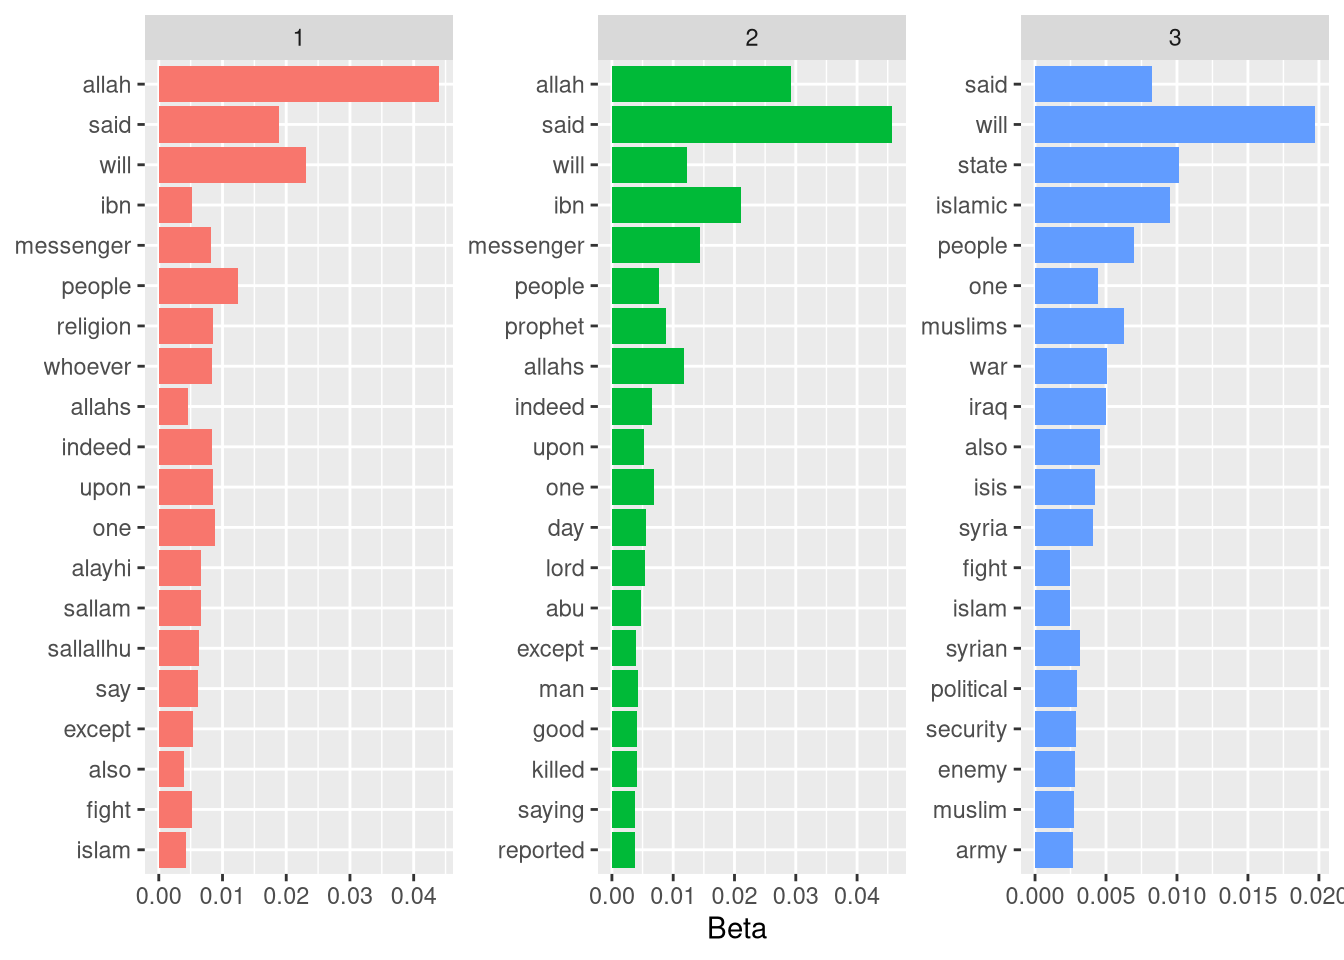 1
allah
said
will
ibn
messenger
people
religion
whoever
allahs
indeed
upon
one
alayhi
sallam
sallallhu
say
except
also
fight
islam
0.00 0.01 0.02 0.03 0.04
2
allah
said
will
ibn
messenger
people
prophet
allahs
indeed
upon
one
day
lord
abu
except
man
good
killed
saying
reported
0.00 0.01 0.02 0.03 0.04
3
said
will
state
islamic
people
one
muslims
war
iraq
also
isis
syria
fight
islam
syrian
political
security
enemy
muslim
army
0.000 0.005 0.010 0.015 0.020
Beta